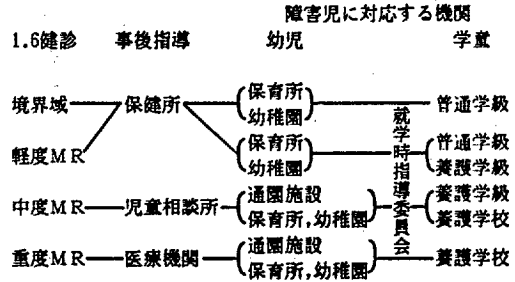 障害児に対応する機関
1.6健診 事後指導 幼児 学童
境界域 保健所 保育所 幼稚園 普通学級
軽度MR 保育所 幼稚園 普通学級 養護学級
中度MR 児童相談所 通園施設 保育所,幼稚園 養護学級 養護学校
重度MR 医療機関 通園施設 保育所,幼稚園 養護学校
就学時指導委員会